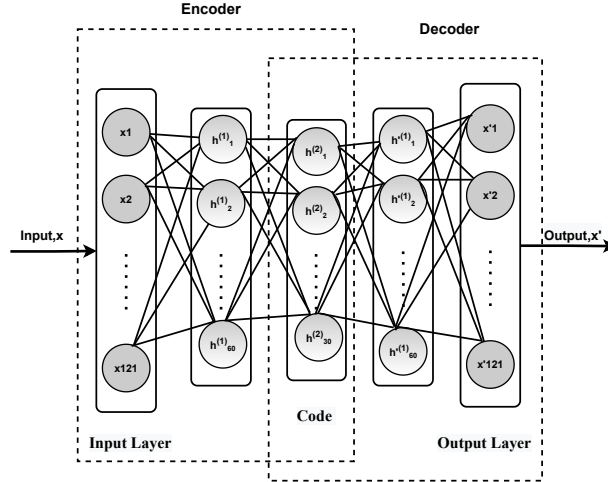 Encoder
Decoder
x1
x2
x121
h(1)1
h(1)2
h(1)60
h(2)1
h(2)2
h(2)30
h'(1)1
h'(1)2
h'(1)60
x'1
x'2
x'121
Input,x
Output,x'
Input Layer
Code
Output Layer